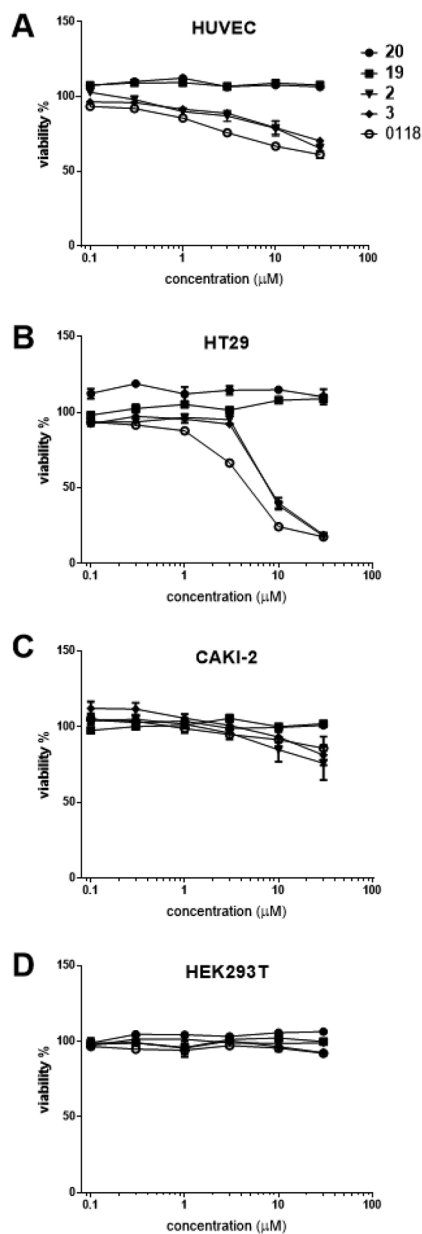 A
HUVEC
150
100
50
0
viability %
0.1
1
10
100
concentration (μM)
20
19
2
3
0118
B
HT29
150
100
50
0
viability %
0.1
1
10
100
concentration (μM)
C
CAKI-2
150
100
50
0
viability %
0.1
1
10
100
concentration (μM)
D
HEK293T
150
100
50
0
viability %
0.1
1
10
100
concentration (μM)